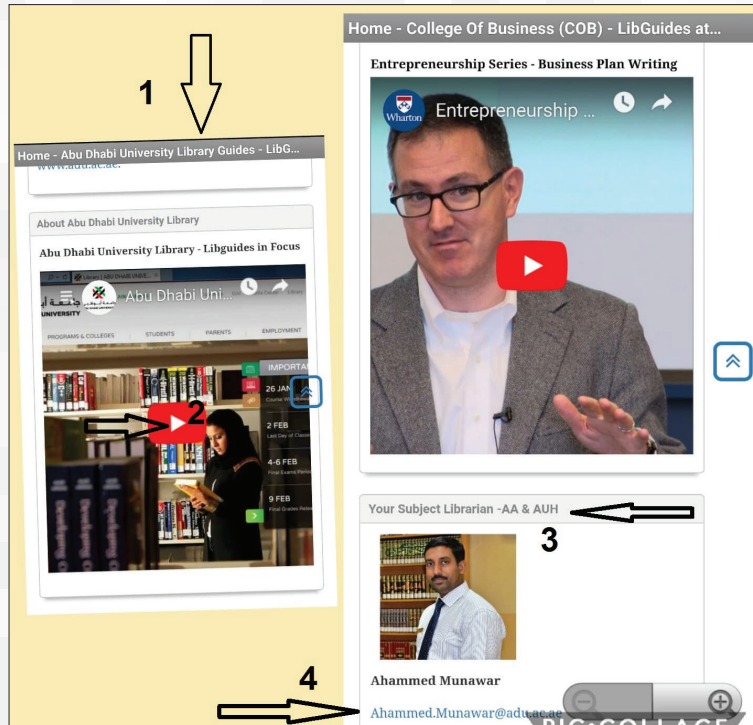 1
Home - Abu Dhabi University Library Guides - LibG...
www.adu.ac.ae.
About Abu Dhabi University Library
Abu Dhabi University Library - Libguides in Focus
Abu Dhabi Uni...
UNIVERSITY
PROGRAMS & COLLEGES STUDENTS PARENTS EMPLOYMENT
26 JAN
2
2 FEB
Last Day of Classes
4-6 FEB
Final Exams Period
9 FEB
Home - College Of Business (COB) - LibGuides at...
Entrepreneurship Series - Business Plan Writing
Wharton
Entrepreneurship ...
Your Subject Librarian -AA & AUH
3
Ahammed Munawar
4
Ahammed.Munawar@adu.ac.ae